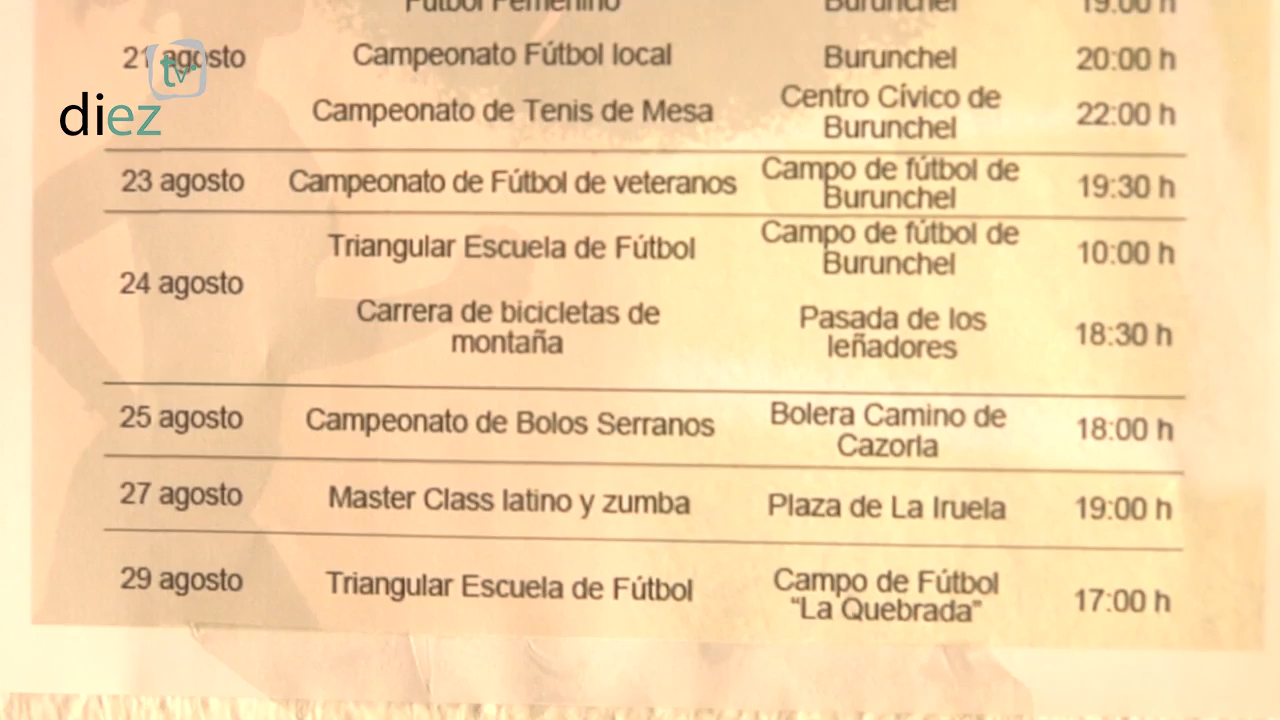 Fútbol Femenino Burunchel 19:00 h
21 agosto Campeonato Fútbol local Burunchel 20:00 h
tv
diez
Campeonato de Tenis de Mesa Centro Cívico de Burunchel 22:00 h
23 agosto Campeonato de Fútbol de veteranos Campo de fútbol de Burunchel 19:30 h
Triangular Escuela de Fútbol Campo de fútbol de Burunchel 10:00 h
24 agosto
Carrera de bicicletas de montaña Pasada de los leñadores 18:30 h
25 agosto Campeonato de Bolos Serranos Bolera Camino de Cazorla 18:00 h
27 agosto Master Class latino y zumba Plaza de La Iruela 19:00 h
29 agosto Triangular Escuela de Fútbol Campo de Fútbol "La Quebrada" 17:00 h